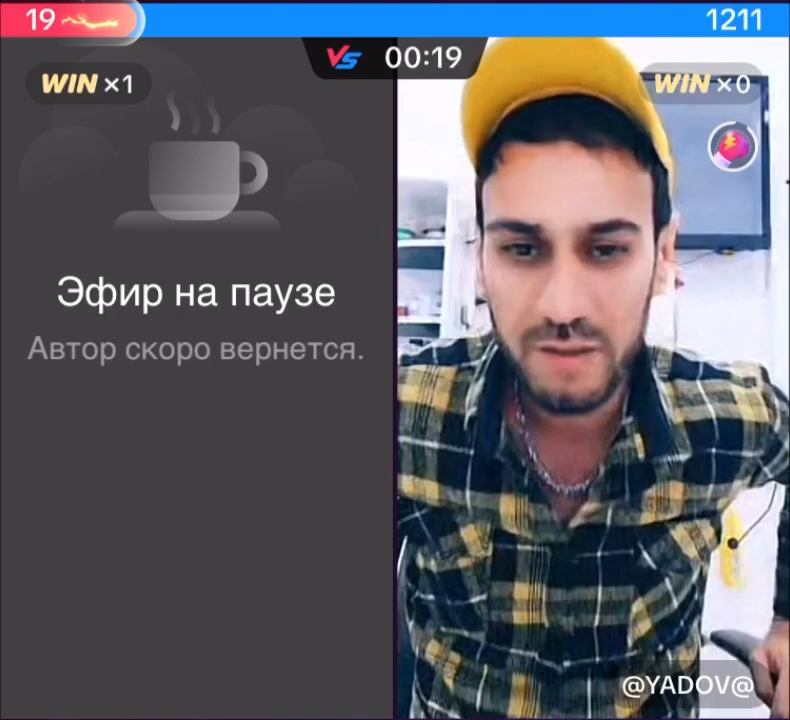 19
1211
VS 00:19
WIN ×1
WIN ×0
Эфир на паузе
Автор скоро вернется.
@YADOV@